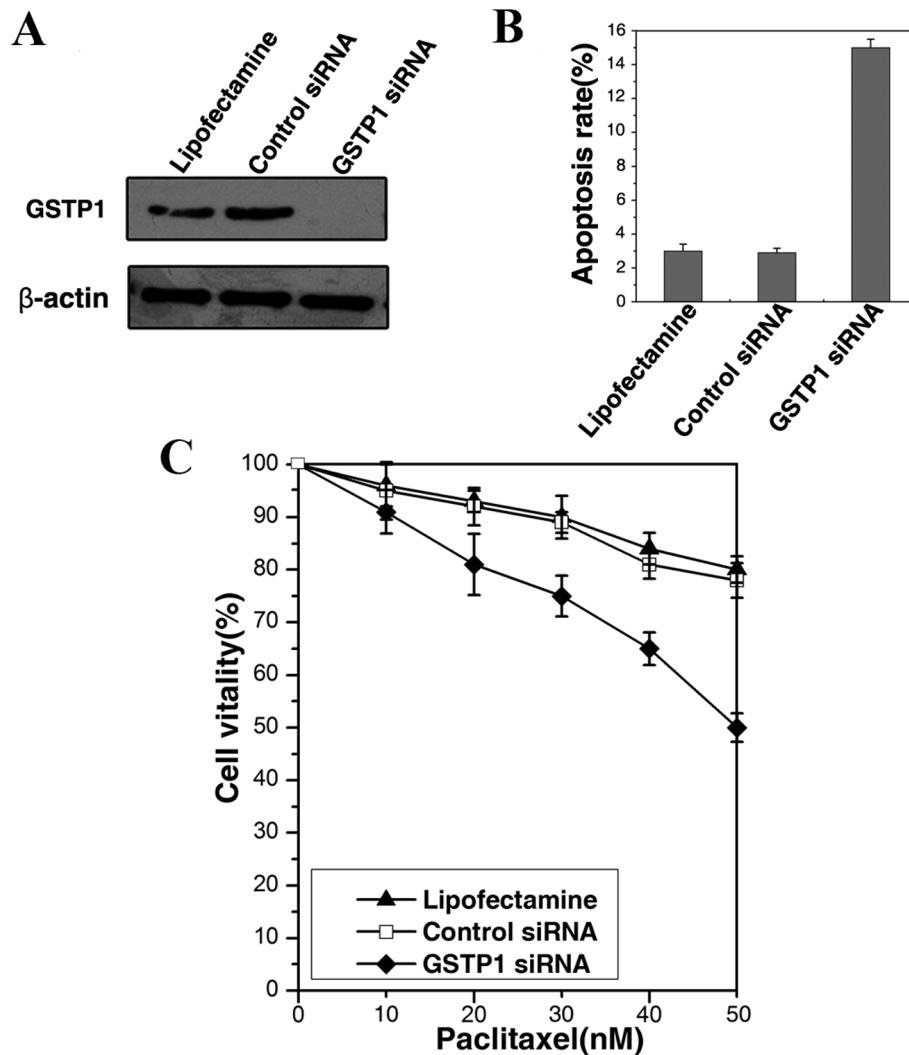 A
Lipofectamine
Control siRNA
GSTP1 siRNA
GSTP1
β-actin
B
Apoptosis rate(%)
16
14
12
10
8
6
4
2
0
Lipofectamine
Control siRNA
GSTP1 siRNA
C
Cell vitality(%)
100
90
80
70
60
50
40
30
20
10
0
Lipofectamine
Control siRNA
GSTP1 siRNA
0
10
20
30
40
50
Paclitaxel(nM)